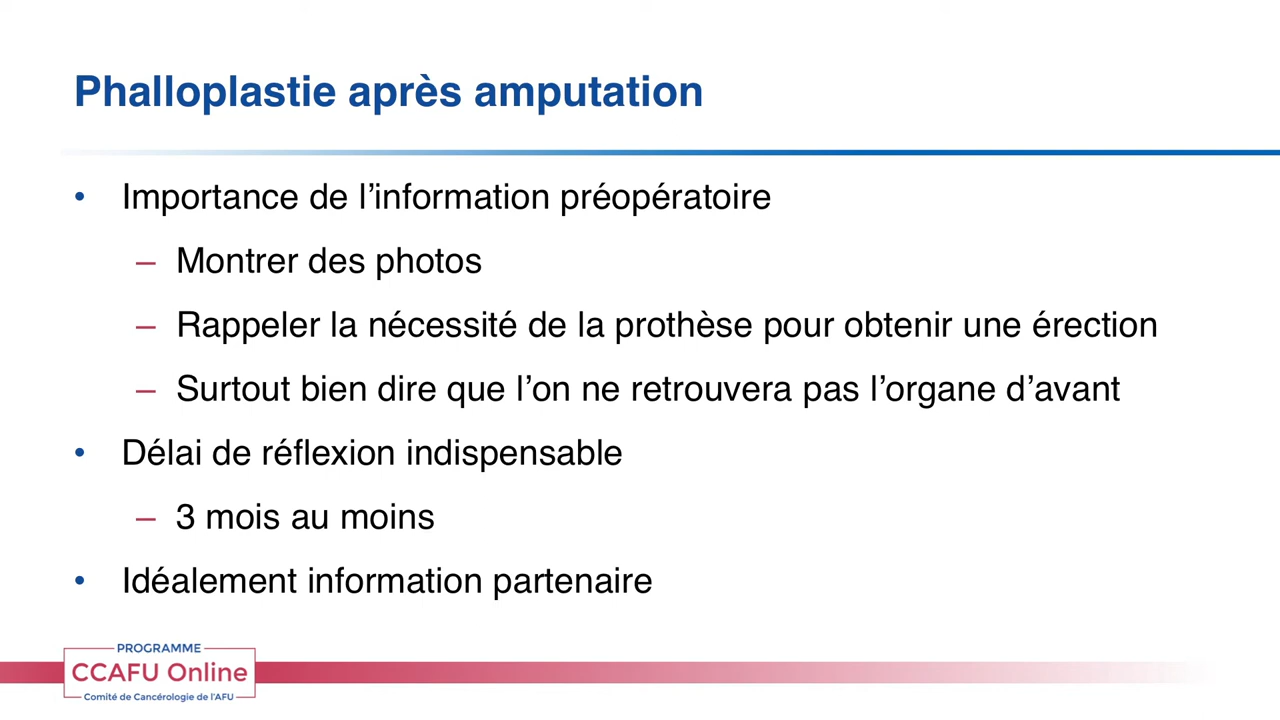 Phalloplastie après amputation
• Importance de l’information préopératoire
– Montrer des photos
– Rappeler la nécessité de la prothèse pour obtenir une érection
– Surtout bien dire que l’on ne retrouvera pas l’organe d’avant
• Délai de réflexion indispensable
– 3 mois au moins
• Idéalement information partenaire
PROGRAMME
CCAFU Online
Comité de Cancérologie de l'AFU